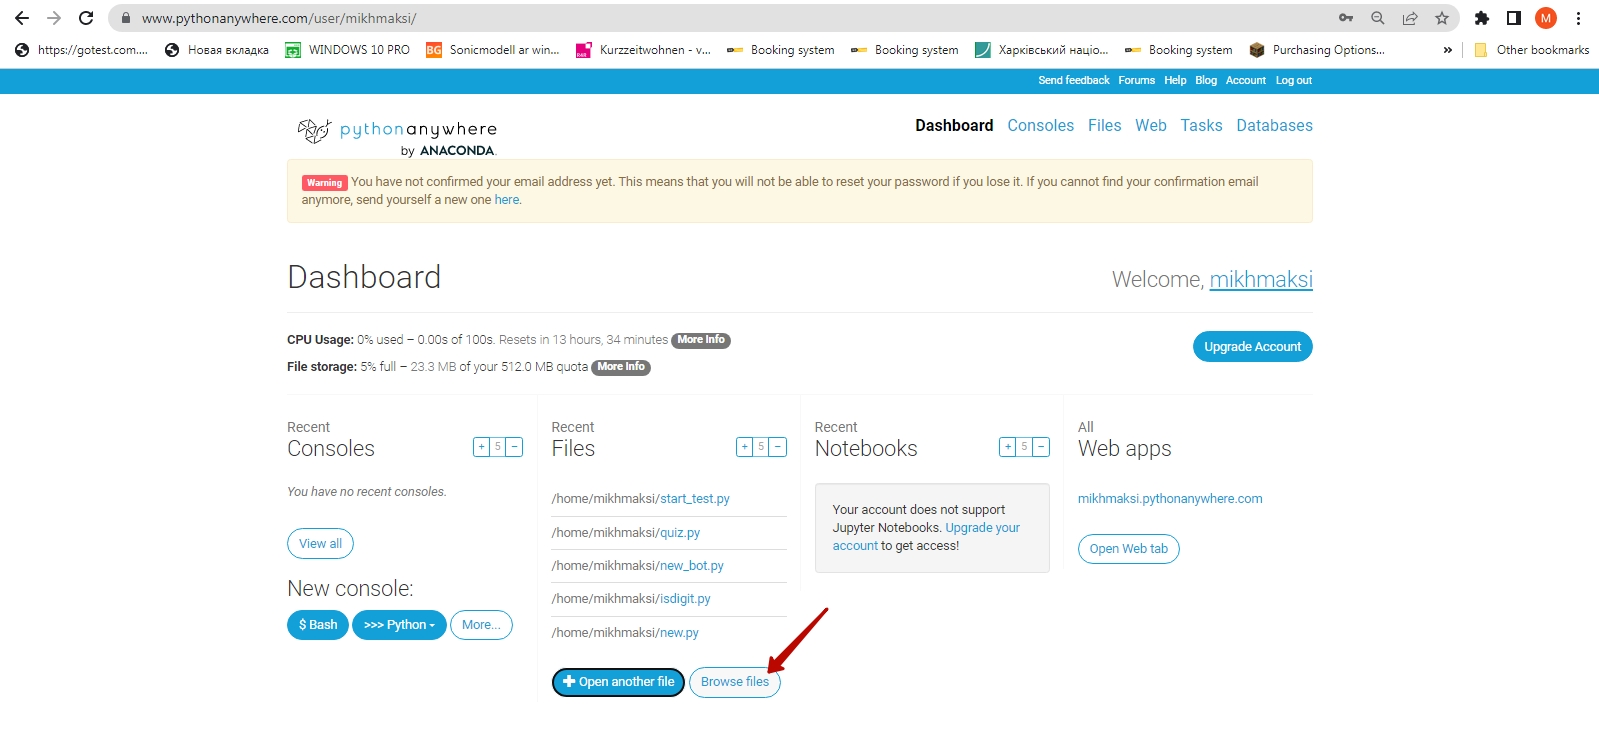 www.pythonanywhere.com/user/mikhmaksi/
M
https://gotest.com....
Новая вкладка
WINDOWS 10 PRO
BG
Sonicmodell ar win...
Kurzzeitwohnen - v...
Booking system
Booking system
Харківський націо...
Booking system
Purchasing Options...
»
Other bookmarks
Send feedback Forums Help Blog Account Log out
pythonanywhere
by ANACONDA.
Dashboard Consoles Files Web Tasks Databases
Warning You have not confirmed your email address yet. This means that you will not be able to reset your password if you lose it. If you cannot find your confirmation email
anymore, send yourself a new one here.
Dashboard
Welcome, mikhmaksi
CPU Usage: 0% used – 0.00s of 100s. Resets in 13 hours, 34 minutes More Info
File storage: 5% full – 23.3 MB of your 512.0 MB quota More Info
Upgrade Account
Recent
Consoles
+ 5 −
You have no recent consoles.
View all
New console:
$ Bash
>>> Python
More...
Recent
Files
+ 5 −
/home/mikhmaksi/start_test.py
/home/mikhmaksi/quiz.py
/home/mikhmaksi/new_bot.py
/home/mikhmaksi/isdigit.py
/home/mikhmaksi/new.py
+ Open another file
Browse files
Recent
Notebooks
+ 5 −
Your account does not support
Jupyter Notebooks. Upgrade your
account to get access!
All
Web apps
mikhmaksi.pythonanywhere.com
Open Web tab